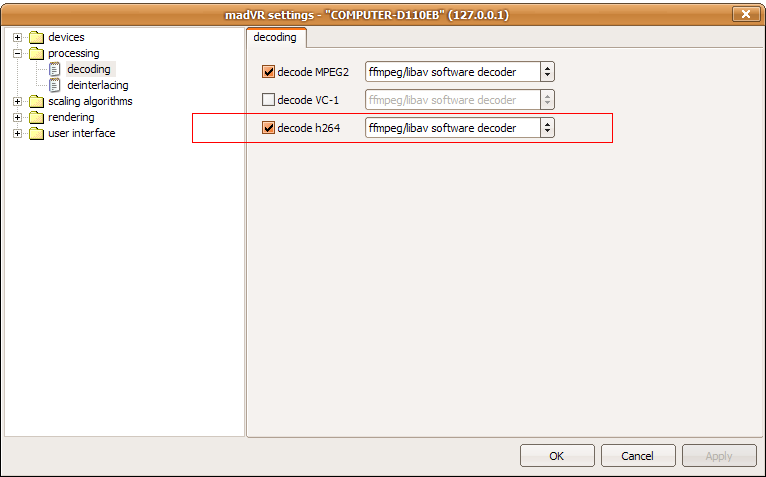 madVR settings - "COMPUTER-D110EB" (127.0.0.1)
devices
processing
decoding
deinterlacing
scaling algorithms
rendering
user interface
decoding
decode MPEG2 ffmpeg/libav software decoder
decode VC-1 ffmpeg/libav software decoder
decode h264 ffmpeg/libav software decoder
OK Cancel Apply